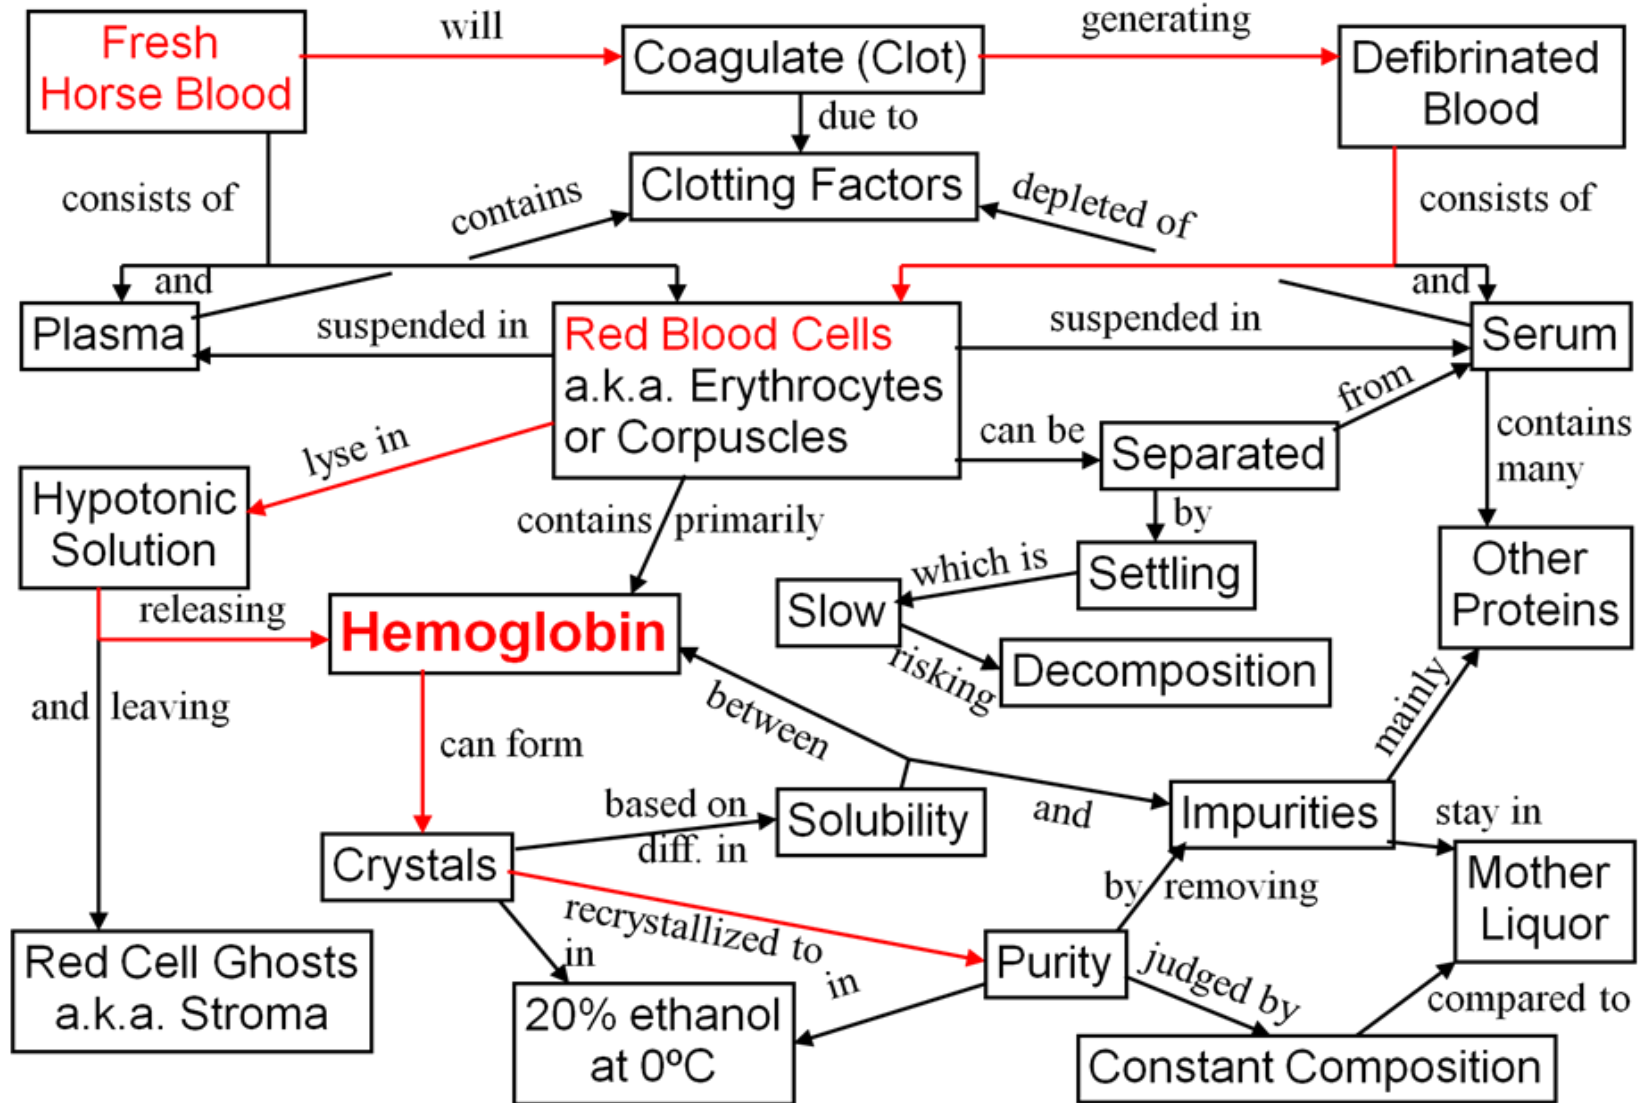 Fresh
Horse Blood
will
Coagulate (Clot)
generating
Defibrinated
Blood
due to
consists of
contains
Clotting Factors
depleted of
consists of
and
and
Plasma
suspended in
Red Blood Cells
a.k.a. Erythrocytes
or Corpuscles
suspended in
Serum
from
lyse in
can be
Separated
contains
many
Hypotonic
Solution
contains primarily
by
which is
Settling
Other
Proteins
releasing
Hemoglobin
Slow
risking
Decomposition
and leaving
between
mainly
can form
based on
diff. in
Solubility
and
Impurities
stay in
Crystals
by removing
Mother
Liquor
recrystallized to
in
in
Purity
judged by
Red Cell Ghosts
a.k.a. Stroma
20% ethanol
at 0ºC
compared to
Constant Composition